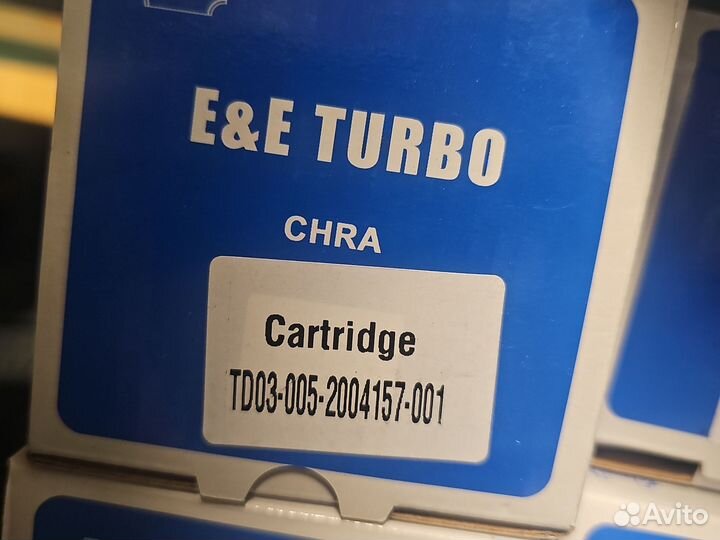 E&E TURBO
CHRA
Cartridge
TD03-005-2004157-001
Avito